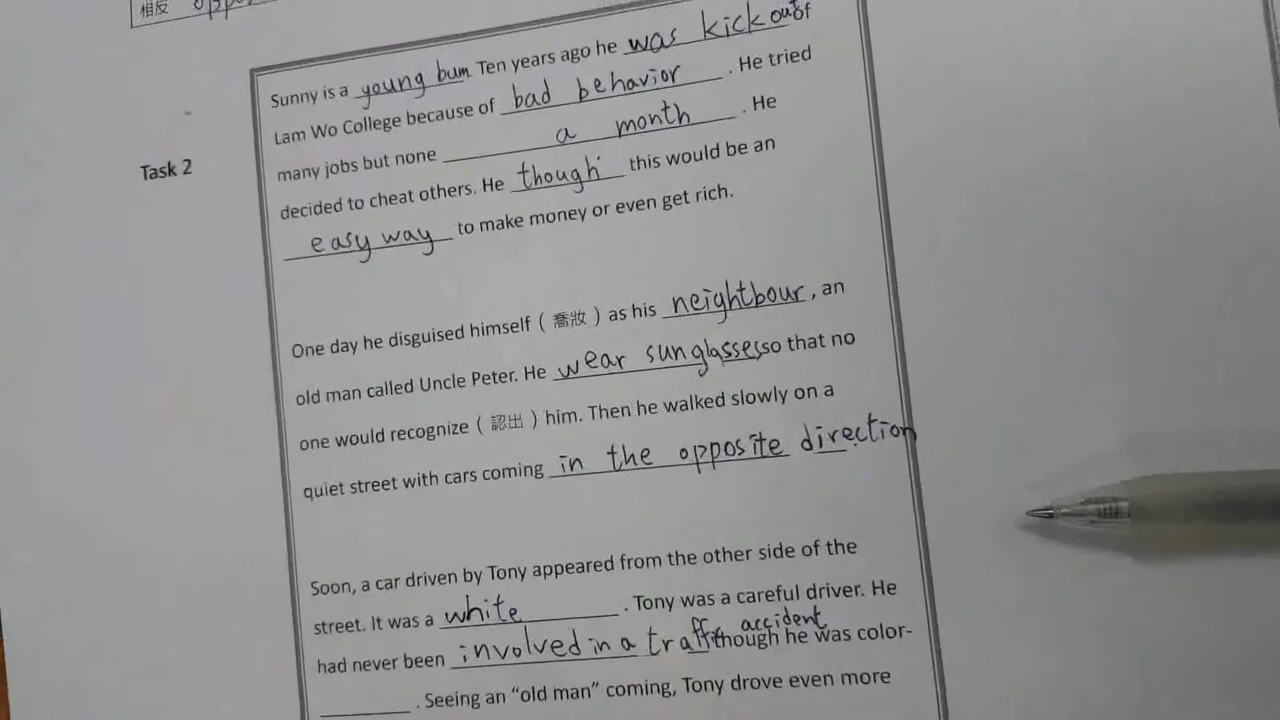 相反 oppo
Sunny is a young bum Ten years ago he was kick out of
Lam Wo College because of bad behavior . He tried
many jobs but none a month . He
decided to cheat others. He though this would be an
easy way to make money or even get rich.
Task 2
One day he disguised himself ( 喬妝 ) as his neightbour , an
old man called Uncle Peter. He wear sunglasses so that no
one would recognize ( 認出 ) him. Then he walked slowly on a
quiet street with cars coming in the opposite direction
Soon, a car driven by Tony appeared from the other side of the
street. It was a white . Tony was a careful driver. He
had never been involved in a traffic accident though he was color-
. Seeing an “old man” coming, Tony drove even more